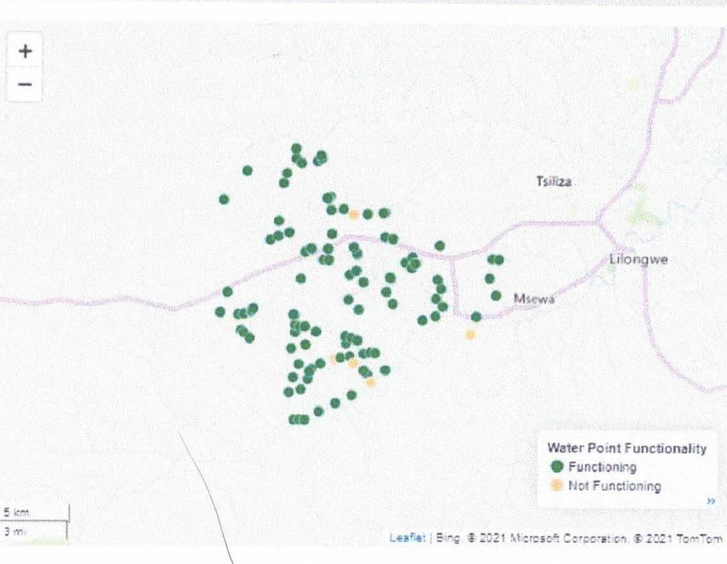 +
−
Tsiliza
Lilongwe
Msewa
Water Point Functionality
Functioning
Not Functioning
»
5 km
3 mi
Leaflet | Bing, © 2021 Microsoft Corporation, © 2021 TomTom